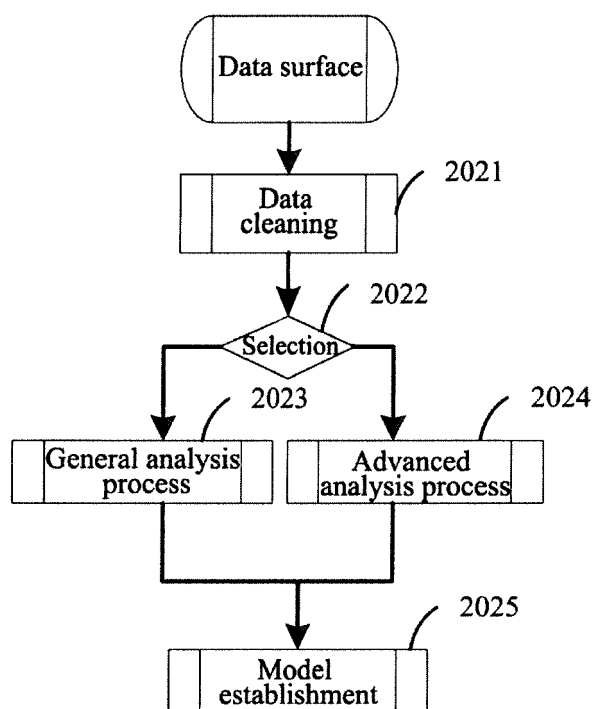 Data surface
2021
Data
cleaning
2022
Selection
2023
2024
General analysis
process
Advanced
analysis process
2025
Model
establishment